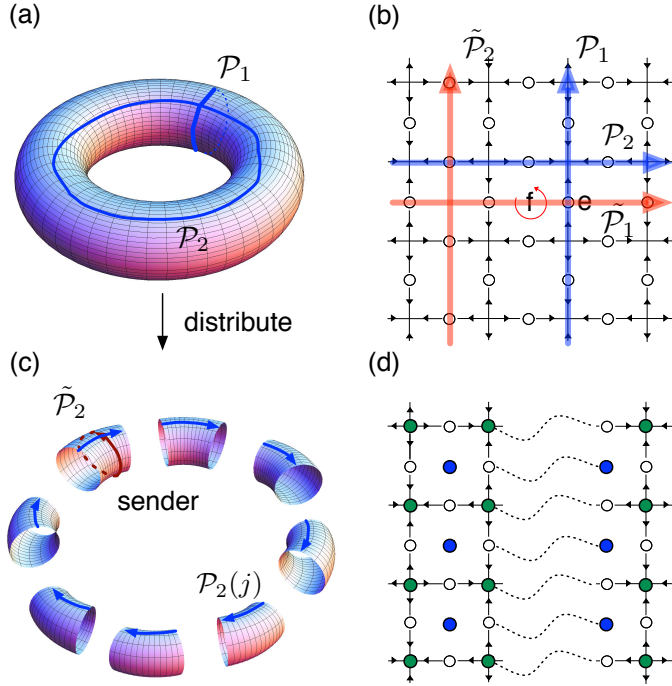 (a)
𝒫₁
𝒫₂
distribute
(b)
𝒫̃₂
𝒫₁
𝒫₂
f
e
𝒫̃₁
(c)
𝒫̃₂
sender
𝒫₂(j)
(d)